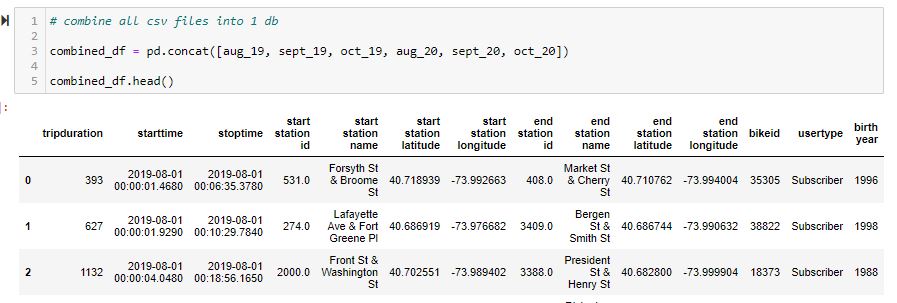 1 # combine all csv files into 1 db
2
3 combined_df = pd.concat([aug_19, sept_19, oct_19, aug_20, sept_20, oct_20])
4
5 combined_df.head()
:
tripduration starttime stoptime start station id start station name start station latitude start station longitude end station id end station name end station latitude end station longitude bikeid usertype birth year
0 393 2019-08-01 00:00:01.4680 2019-08-01 00:06:35.3780 531.0 Forsyth St & Broome St 40.718939 -73.992663 408.0 Market St & Cherry St 40.710762 -73.994004 35305 Subscriber 1996
1 627 2019-08-01 00:00:01.9290 2019-08-01 00:10:29.7840 274.0 Lafayette Ave & Fort Greene Pl 40.686919 -73.976682 3409.0 Bergen St & Smith St 40.686744 -73.990632 38822 Subscriber 1998
2 1132 2019-08-01 00:00:04.0480 2019-08-01 00:18:56.1650 2000.0 Front St & Washington St 40.702551 -73.989402 3388.0 President St & Henry St 40.682800 -73.999904 18373 Subscriber 1988